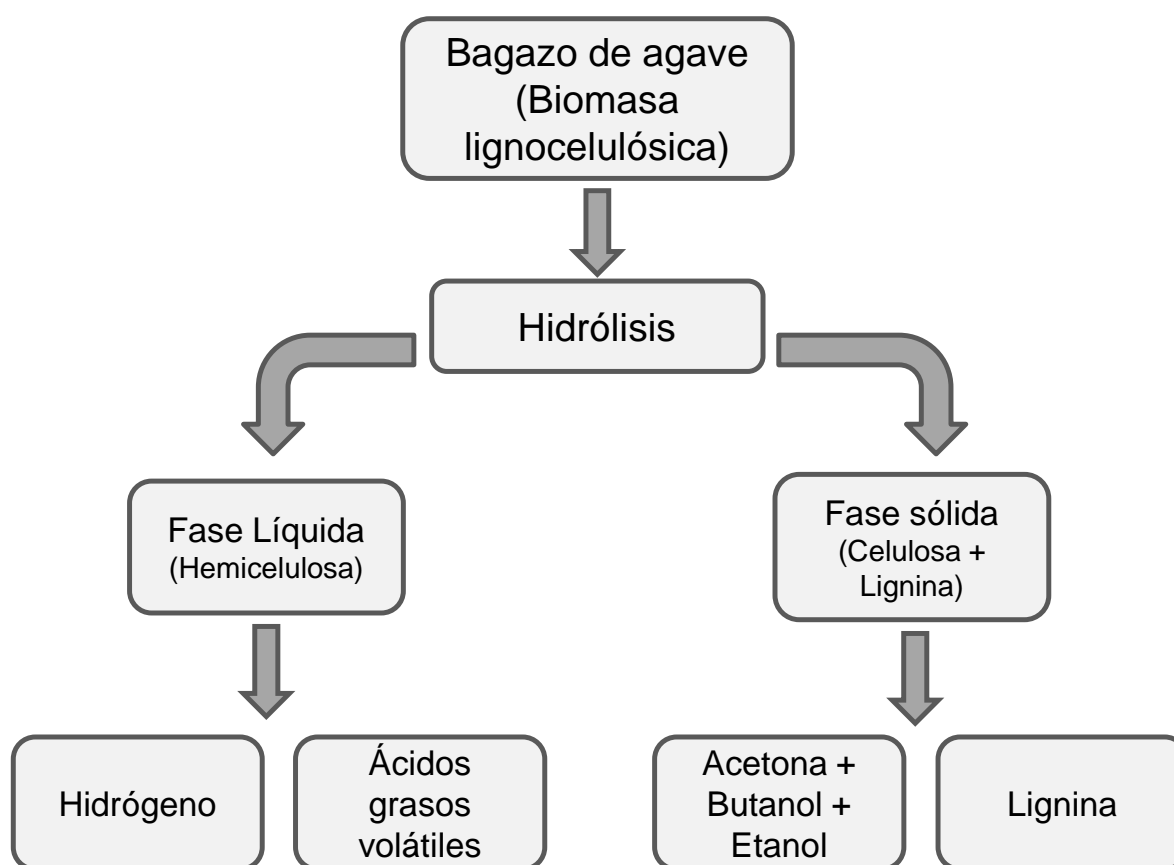 Bagazo de agave
(Biomasa
lignocelulósica)
Hidrólisis
Fase Líquida
(Hemicelulosa)
Fase sólida
(Celulosa +
Lignina)
Hidrógeno
Ácidos
grasos
volátiles
Acetona +
Butanol +
Etanol
Lignina